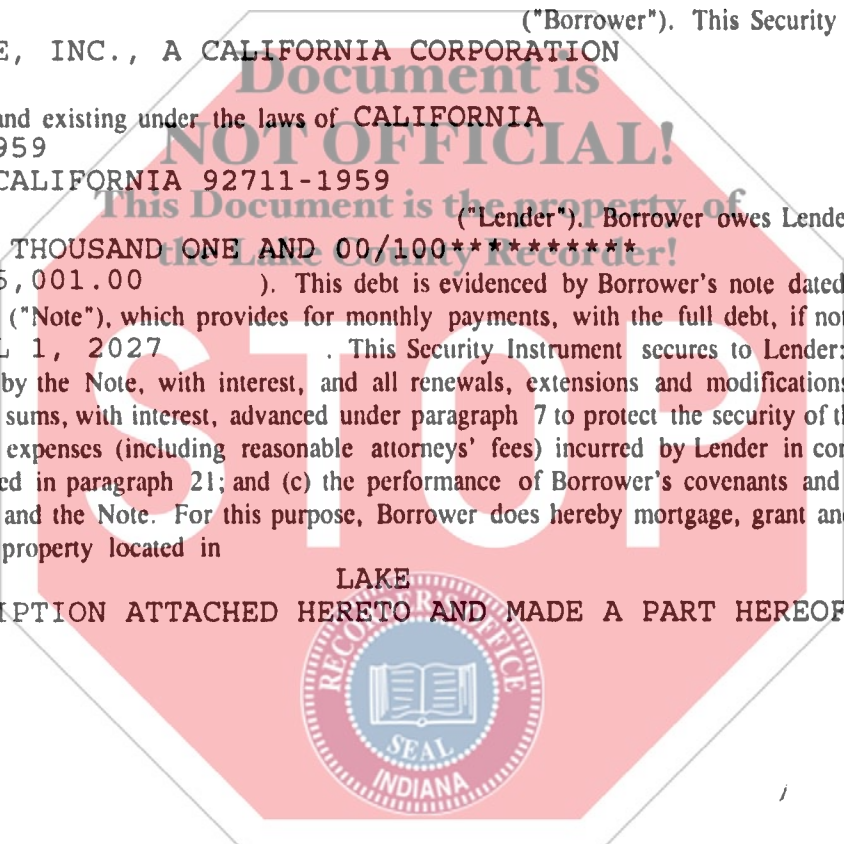 ("Borrower"). This Security
E, INC., A CALIFORNIA CORPORATION
Document is
and existing under the laws of CALIFORNIA
NOT OFFICIAL!
959
CALIFORNIA 92711-1959
This Document is the property of
("Lender"). Borrower owes Lende
THOUSAND ONE AND 00/100**********
the Lake County Recorder!
5,001.00 ). This debt is evidenced by Borrower's note dated
("Note"), which provides for monthly payments, with the full debt, if not
L 1, 2027 . This Security Instrument secures to Lender:
by the Note, with interest, and all renewals, extensions and modifications
sums, with interest, advanced under paragraph 7 to protect the security of th
expenses (including reasonable attorneys' fees) incurred by Lender in con
ed in paragraph 21; and (c) the performance of Borrower's covenants and
and the Note. For this purpose, Borrower does hereby mortgage, grant and
property located in
STOP
LAKE
IPTION ATTACHED HERETO AND MADE A PART HEREOF
RECORDER'S OFFICE
SEAL
INDIANA